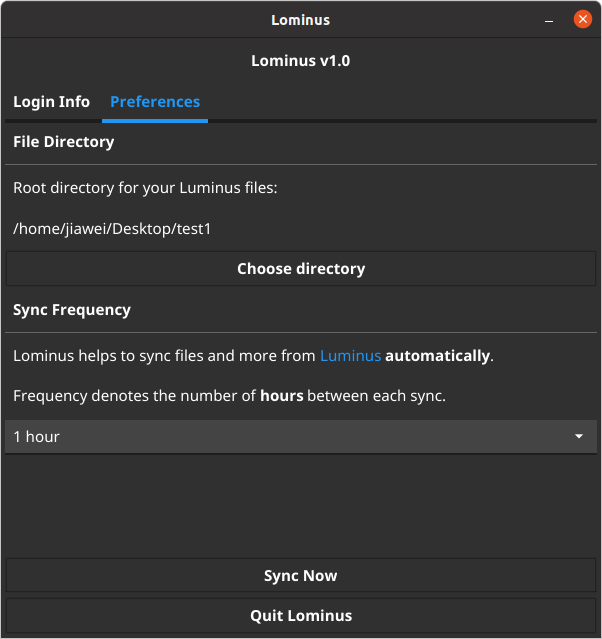 Lominus
Lominus v1.0
Login Info Preferences
File Directory
Root directory for your Luminus files:
/home/jiawei/Desktop/test1
Choose directory
Sync Frequency
Lominus helps to sync files and more from Luminus automatically.
Frequency denotes the number of hours between each sync.
1 hour
Sync Now
Quit Lominus